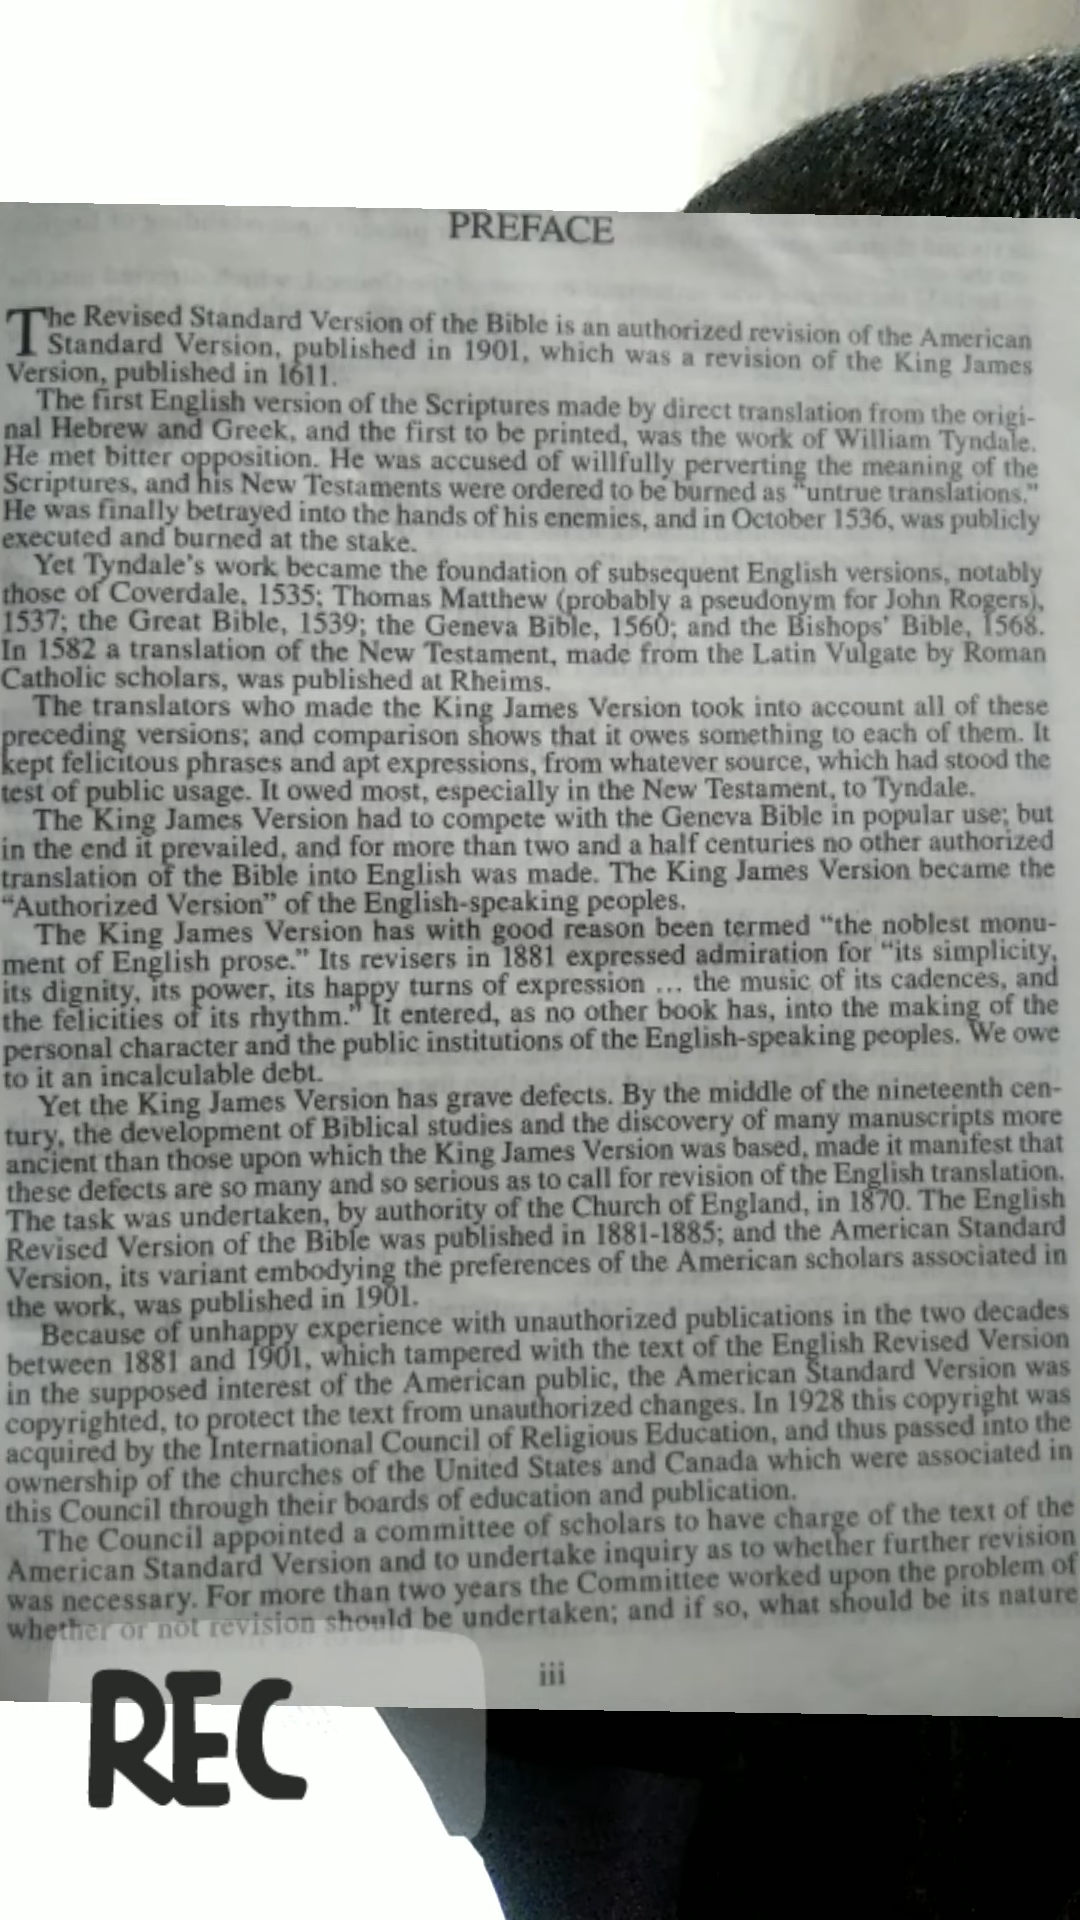 PREFACE
The Revised Standard Version of the Bible is an authorized revision of the American
Standard Version, published in 1901, which was a revision of the King James
Version, published in 1611.
The first English version of the Scriptures made by direct translation from the origi-
nal Hebrew and Greek, and the first to be printed, was the work of William Tyndale.
He met bitter opposition. He was accused of willfully perverting the meaning of the
Scriptures, and his New Testaments were ordered to be burned as "untrue translations."
He was finally betrayed into the hands of his enemies, and in October 1536, was publicly
executed and burned at the stake.
Yet Tyndale's work became the foundation of subsequent English versions, notably
those of Coverdale, 1535; Thomas Matthew (probably a pseudonym for John Rogers),
1537; the Great Bible, 1539; the Geneva Bible, 1560; and the Bishops' Bible, 1568.
In 1582 a translation of the New Testament, made from the Latin Vulgate by Roman
Catholic scholars, was published at Rheims.
The translators who made the King James Version took into account all of these
preceding versions; and comparison shows that it owes something to each of them. It
kept felicitous phrases and apt expressions, from whatever source, which had stood the
test of public usage. It owed most, especially in the New Testament, to Tyndale.
The King James Version had to compete with the Geneva Bible in popular use; but
in the end it prevailed, and for more than two and a half centuries no other authorized
translation of the Bible into English was made. The King James Version became the
"Authorized Version" of the English-speaking peoples.
The King James Version has with good reason been termed "the noblest monu-
ment of English prose." Its revisers in 1881 expressed admiration for "its simplicity,
its dignity, its power, its happy turns of expression ... the music of its cadences, and
the felicities of its rhythm." It entered, as no other book has, into the making of the
personal character and the public institutions of the English-speaking peoples. We owe
to it an incalculable debt.
Yet the King James Version has grave defects. By the middle of the nineteenth cen-
tury, the development of Biblical studies and the discovery of many manuscripts more
ancient than those upon which the King James Version was based, made it manifest that
these defects are so many and so serious as to call for revision of the English translation.
The task was undertaken, by authority of the Church of England, in 1870. The English
Revised Version of the Bible was published in 1881-1885; and the American Standard
Version, its variant embodying the preferences of the American scholars associated in
the work, was published in 1901.
Because of unhappy experience with unauthorized publications in the two decades
between 1881 and 1901, which tampered with the text of the English Revised Version
in the supposed interest of the American public, the American Standard Version was
copyrighted, to protect the text from unauthorized changes. In 1928 this copyright was
acquired by the International Council of Religious Education, and thus passed into the
ownership of the churches of the United States and Canada which were associated in
this Council through their boards of education and publication.
The Council appointed a committee of scholars to have charge of the text of the
American Standard Version and to undertake inquiry as to whether further revision
was necessary. For more than two years the Committee worked upon the problem of
whether or not revision should be undertaken; and if so, what should be its nature
iii
REC